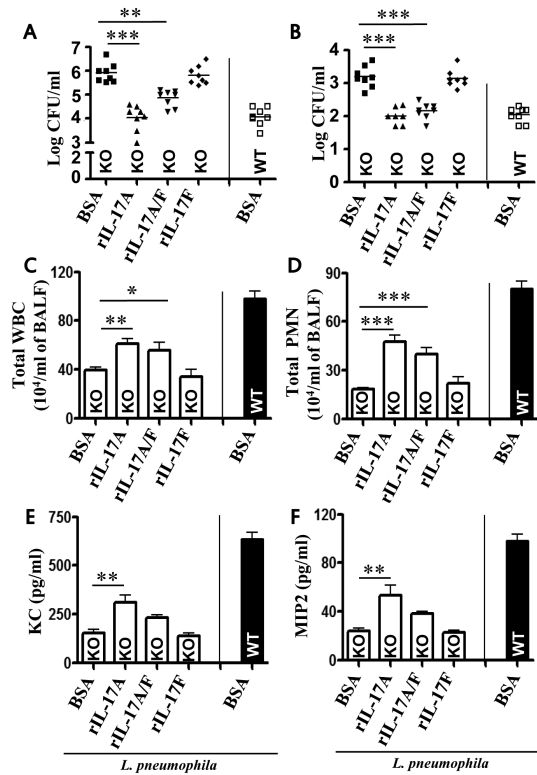 A
** 
***
Log CFU/ml
7
6
5
4
2
0
KO
KO
KO
KO
WT
BSA
rIL-17A
rIL-17A/F
rIL-17F
BSA
B
***
***
Log CFU/ml
4
3
2
1
0
KO
KO
KO
KO
WT
BSA
rIL-17A
rIL-17A/F
rIL-17F
BSA
C
*
**
Total WBC
(10⁴/ml of BALF)
120
80
40
0
KO
KO
KO
KO
WT
BSA
rIL-17A
rIL-17A/F
rIL-17F
BSA
D
***
***
Total PMN
(10⁴/ml of BALF)
90
60
30
0
KO
KO
KO
KO
WT
BSA
rIL-17A
rIL-17A/F
rIL-17F
BSA
E
**
KC (pg/ml)
750
500
250
0
KO
KO
KO
KO
WT
BSA
rIL-17A
rIL-17A/F
rIL-17F
BSA
L. pneumophila
F
**
MIP2 (pg/ml)
120
80
40
0
KO
KO
KO
KO
WT
BSA
rIL-17A
rIL-17A/F
rIL-17F
BSA
L. pneumophila